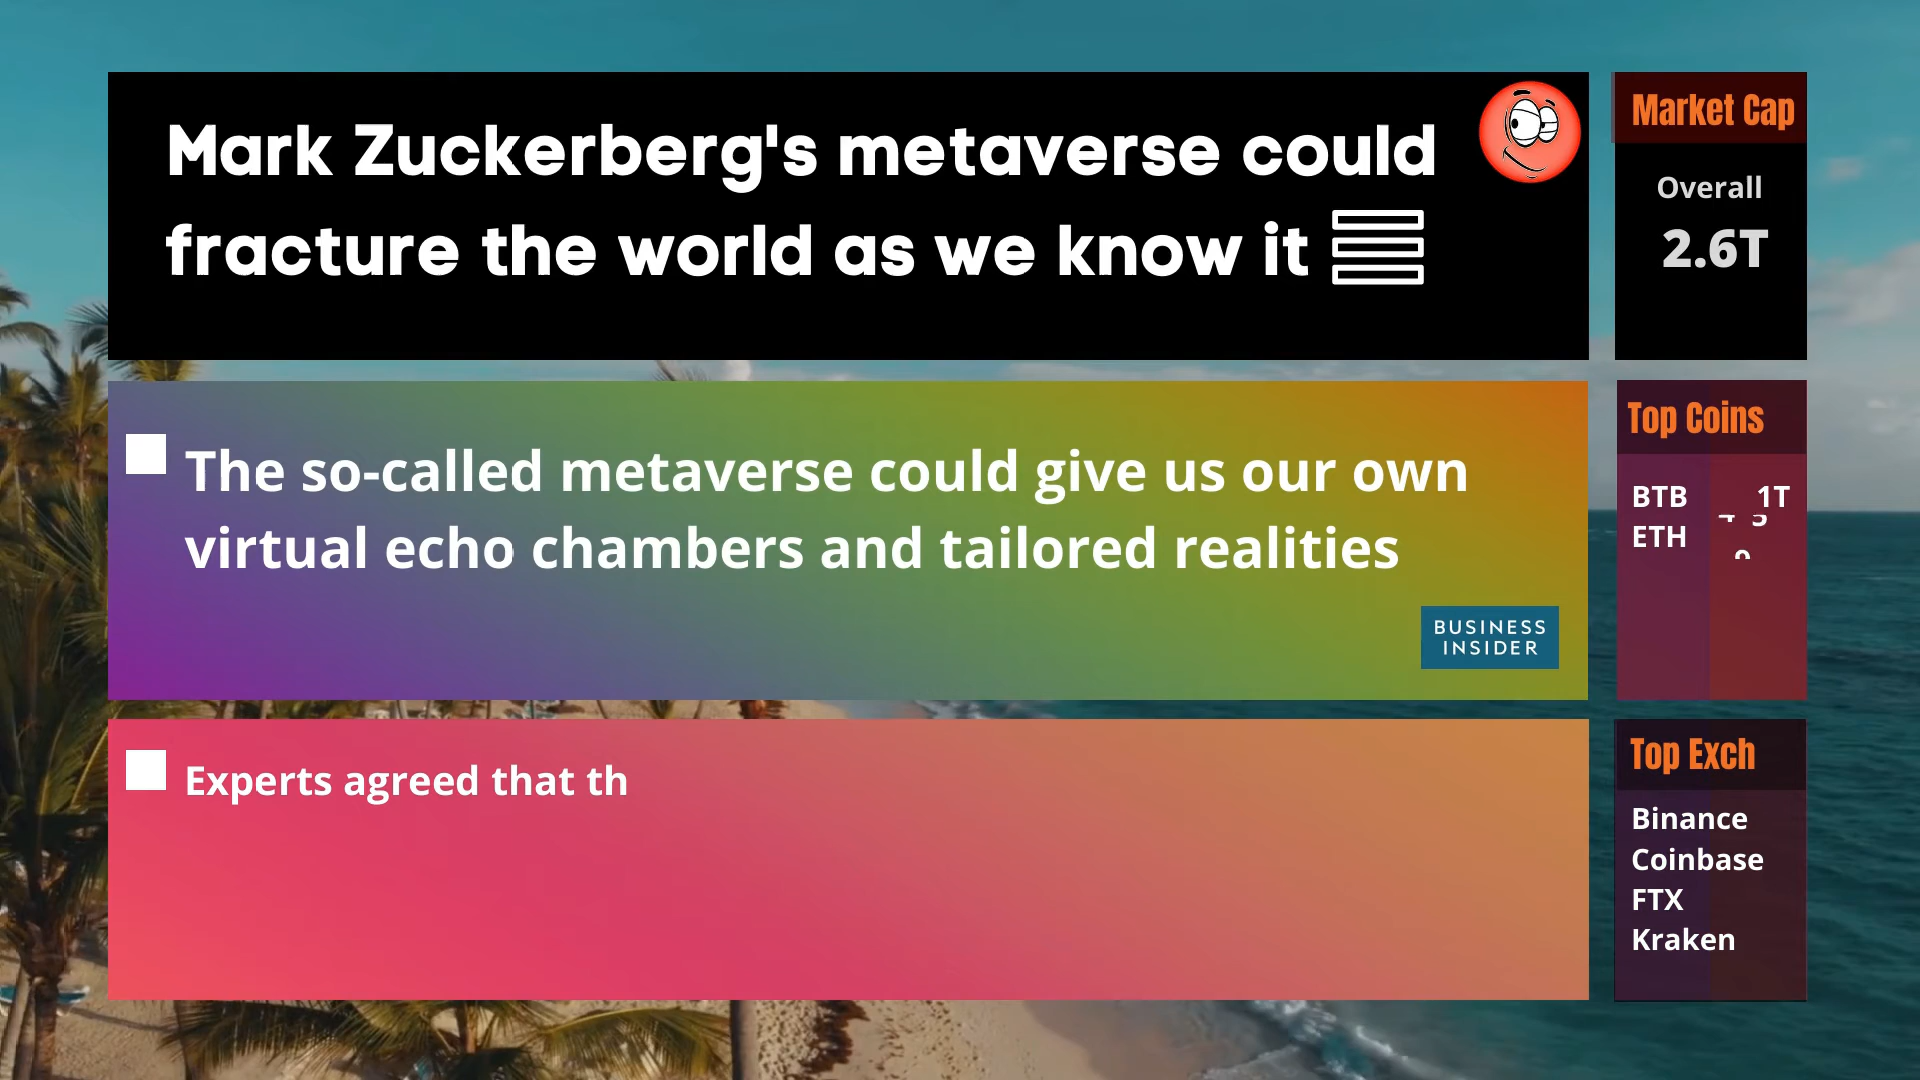 Mark Zuckerberg's metaverse could
fracture the world as we know it
The so-called metaverse could give us our own
virtual echo chambers and tailored realities
BUSINESS
INSIDER
Experts agreed that th
Market Cap
Overall
2.6T
Top Coins
BTB 1T
ETH
Top Exch
Binance
Coinbase
FTX
Kraken